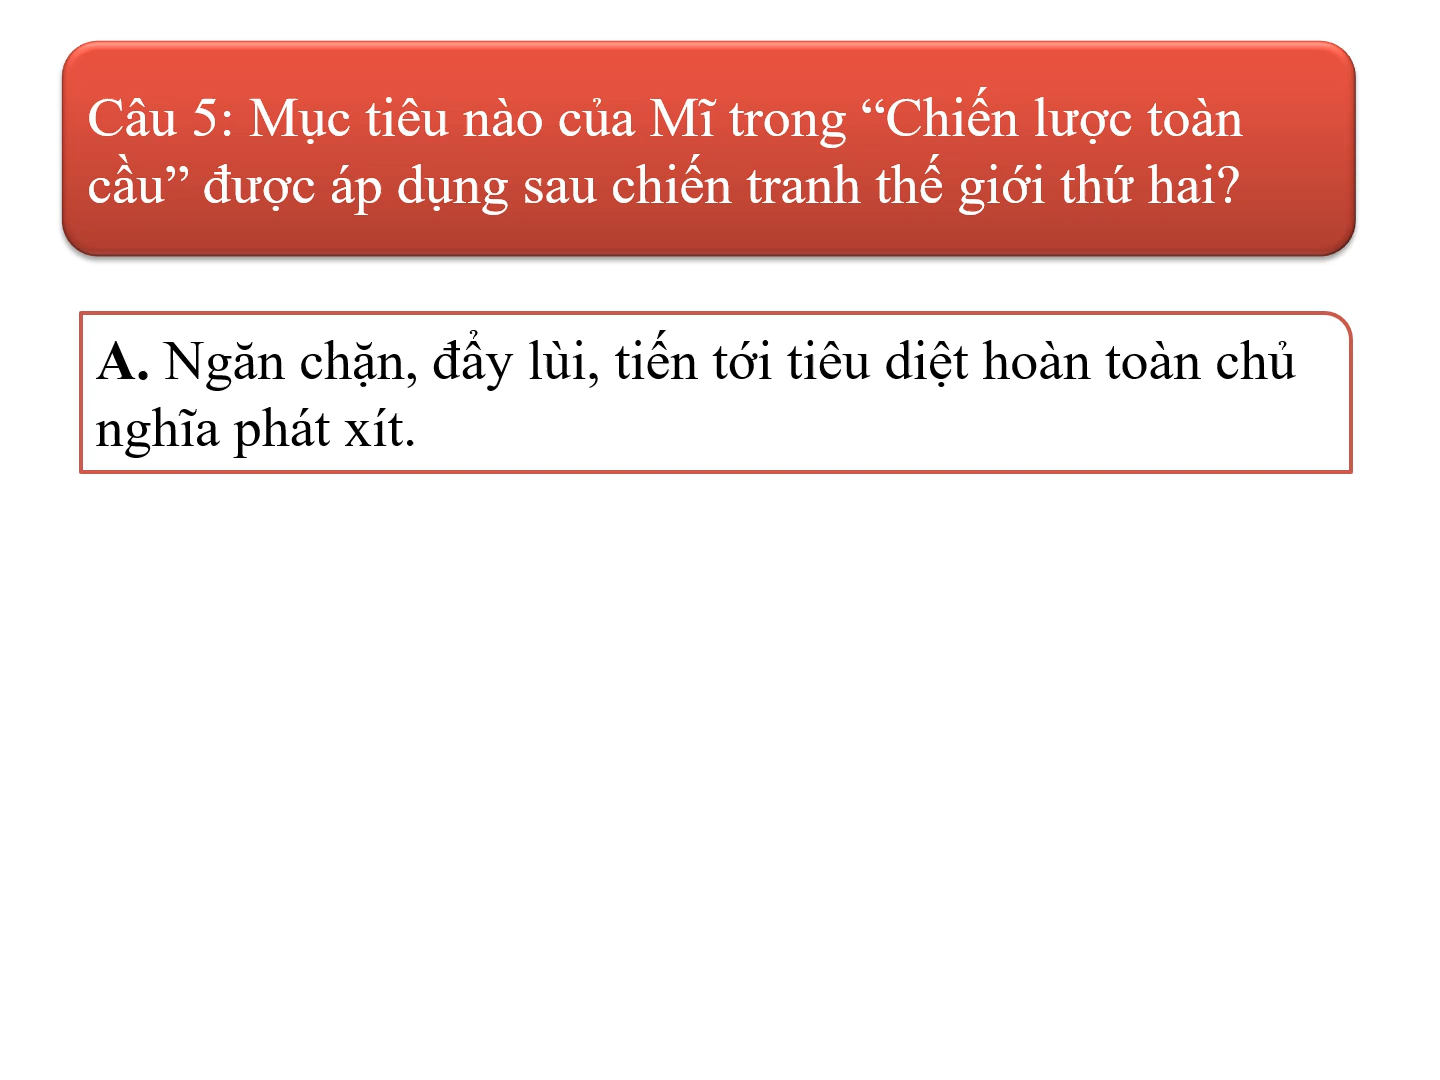 Câu 5: Mục tiêu nào của Mĩ trong “Chiến lược toàn
cầu” được áp dụng sau chiến tranh thế giới thứ hai?
A. Ngăn chặn, đẩy lùi, tiến tới tiêu diệt hoàn toàn chủ
nghĩa phát xít.